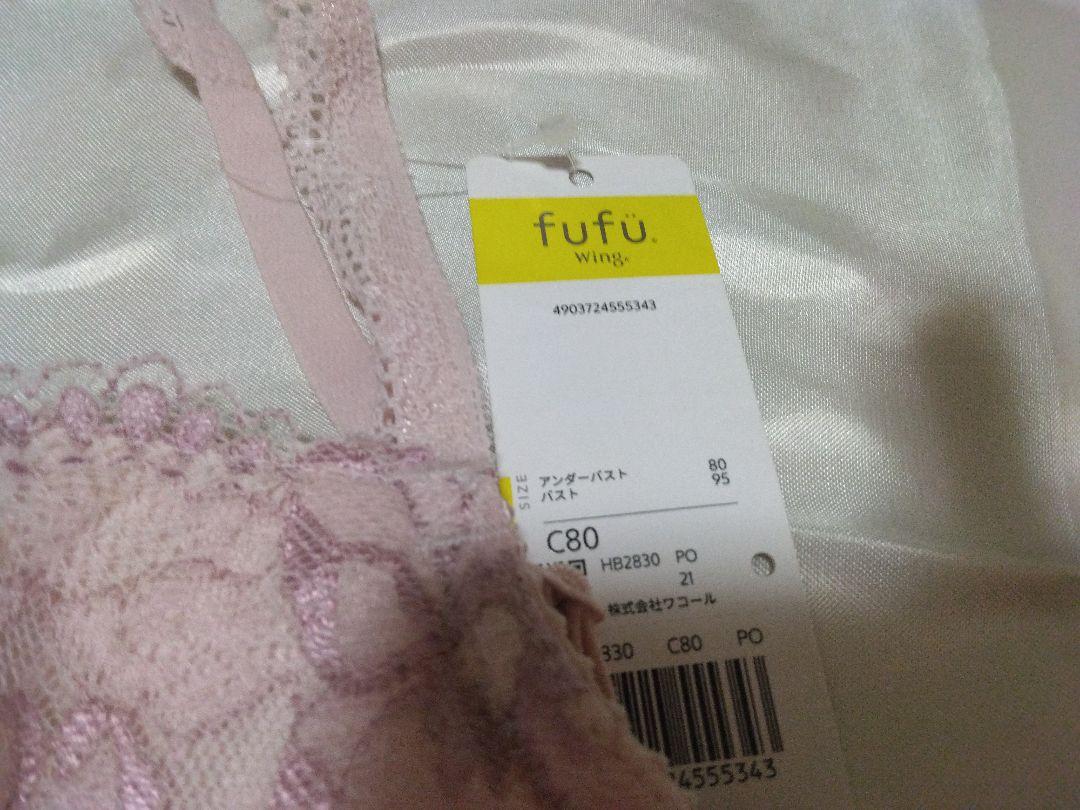 fufü®
Wing®
4903724555343
SIZE
アンダーバスト 80
バスト 95
C80
HB2830 PO
21
株式会社ワコール
330 C80 PO
4555343